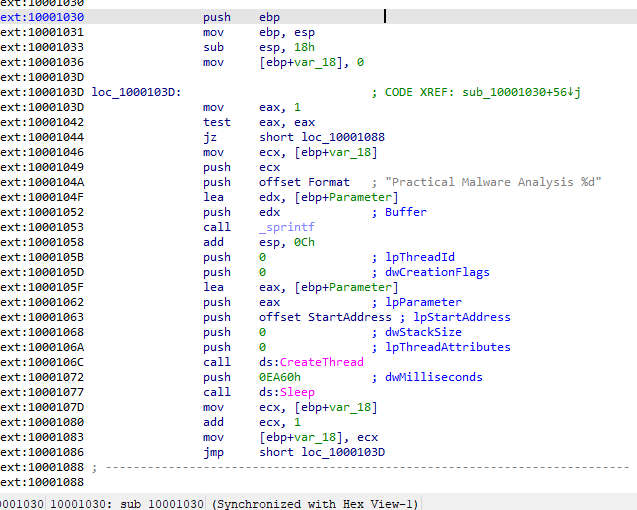 ext:10001030
ext:10001030 push ebp
ext:10001031 mov ebp, esp
ext:10001033 sub esp, 18h
ext:10001036 mov [ebp+var_18], 0
ext:1000103D
ext:1000103D loc_1000103D: ; CODE XREF: sub_10001030+56↓j
ext:1000103D mov eax, 1
ext:10001042 test eax, eax
ext:10001044 jz short loc_10001088
ext:10001046 mov ecx, [ebp+var_18]
ext:10001049 push ecx
ext:1000104A push offset Format ; "Practical Malware Analysis %d"
ext:1000104F lea edx, [ebp+Parameter]
ext:10001052 push edx ; Buffer
ext:10001053 call _sprintf
ext:10001058 add esp, 0Ch
ext:1000105B push 0 ; lpThreadId
ext:1000105D push 0 ; dwCreationFlags
ext:1000105F lea eax, [ebp+Parameter]
ext:10001062 push eax ; lpParameter
ext:10001063 push offset StartAddress ; lpStartAddress
ext:10001068 push 0 ; dwStackSize
ext:1000106A push 0 ; lpThreadAttributes
ext:1000106C call ds:CreateThread
ext:10001072 push 0EA60h ; dwMilliseconds
ext:10001077 call ds:Sleep
ext:1000107D mov ecx, [ebp+var_18]
ext:10001080 add ecx, 1
ext:10001083 mov [ebp+var_18], ecx
ext:10001086 jmp short loc_1000103D
ext:10001088 ; ---------------------------------------------------------------------------
ext:10001088
0001030 10001030: sub 10001030 (Synchronized with Hex View-1)